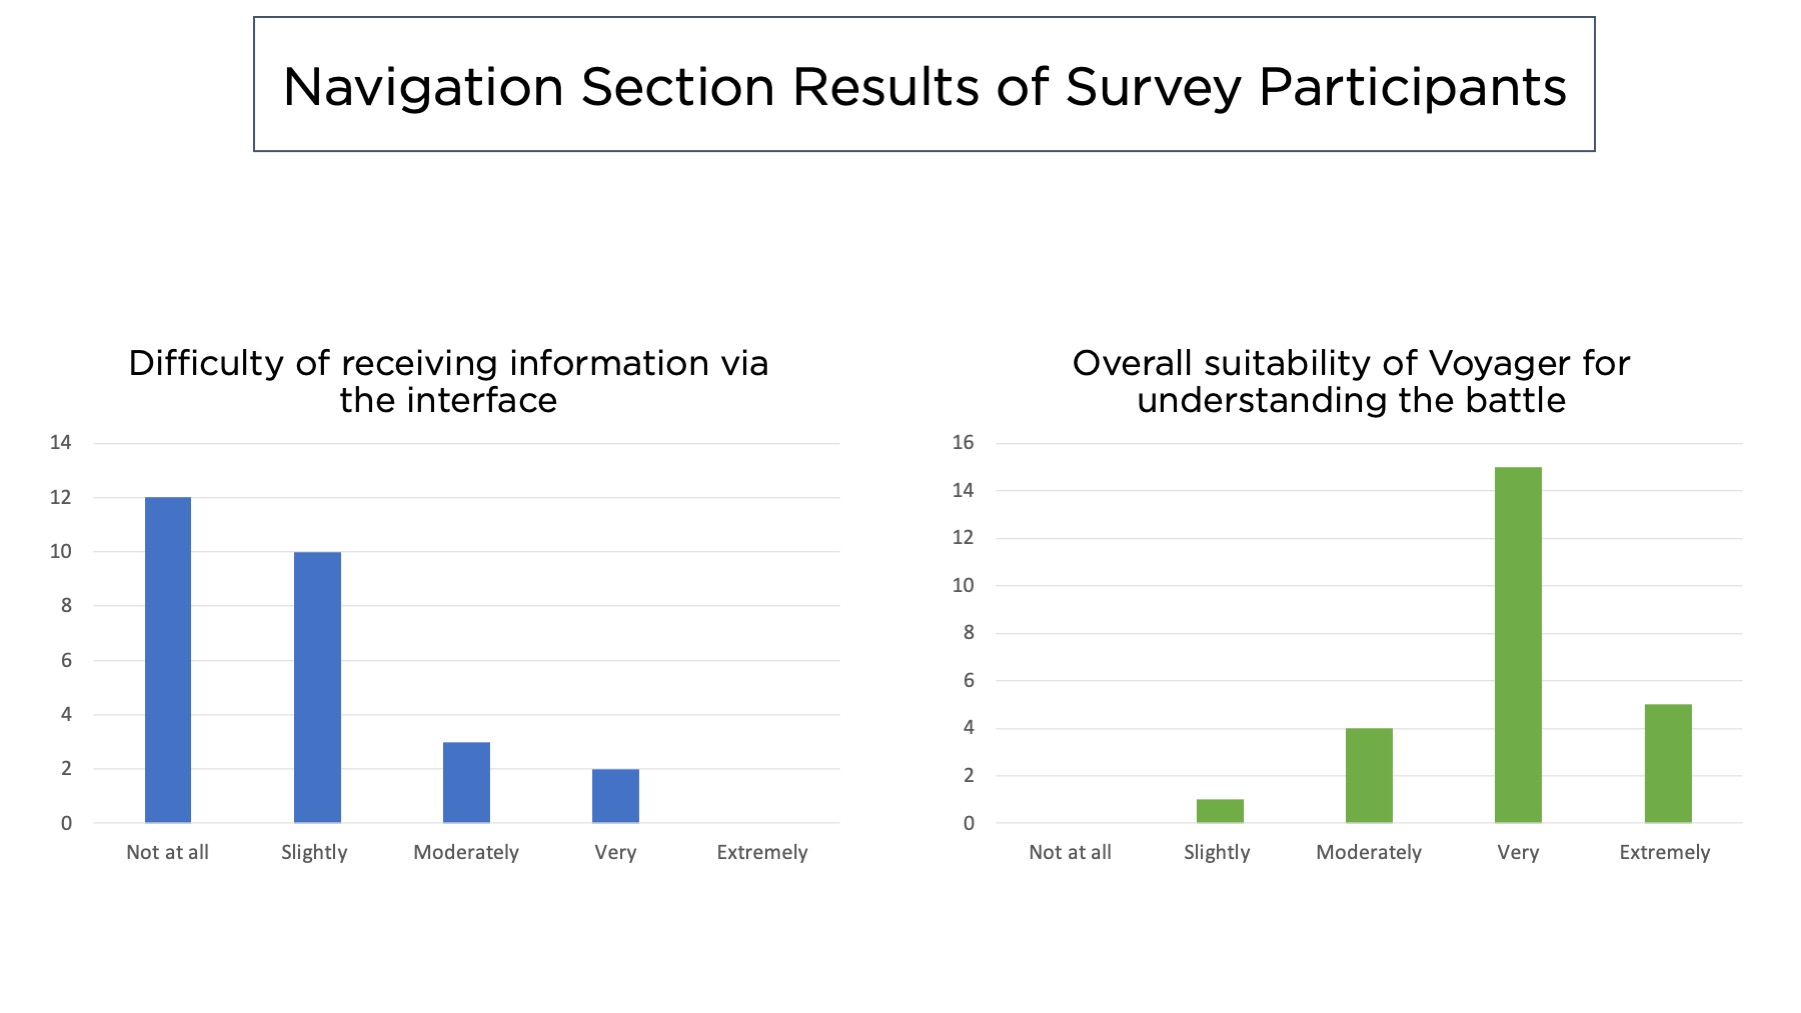 Navigation Section Results of Survey Participants
Difficulty of receiving information via
the interface
14
12
10
8
6
4
2
0
Not at all Slightly Moderately Very Extremely
Overall suitability of Voyager for
understanding the battle
16
14
12
10
8
6
4
2
0
Not at all Slightly Moderately Very Extremely